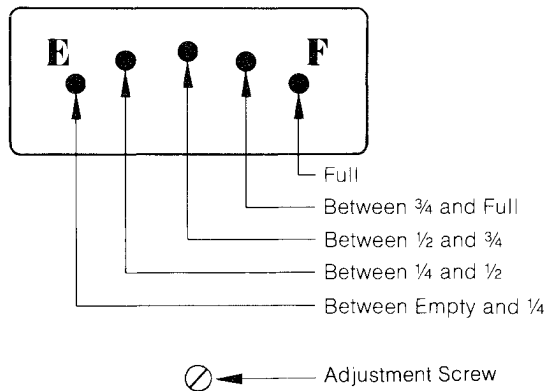 E F
Full
Between ¾ and Full
Between ½ and ¾
Between ¼ and ½
Between Empty and ¼
Adjustment Screw